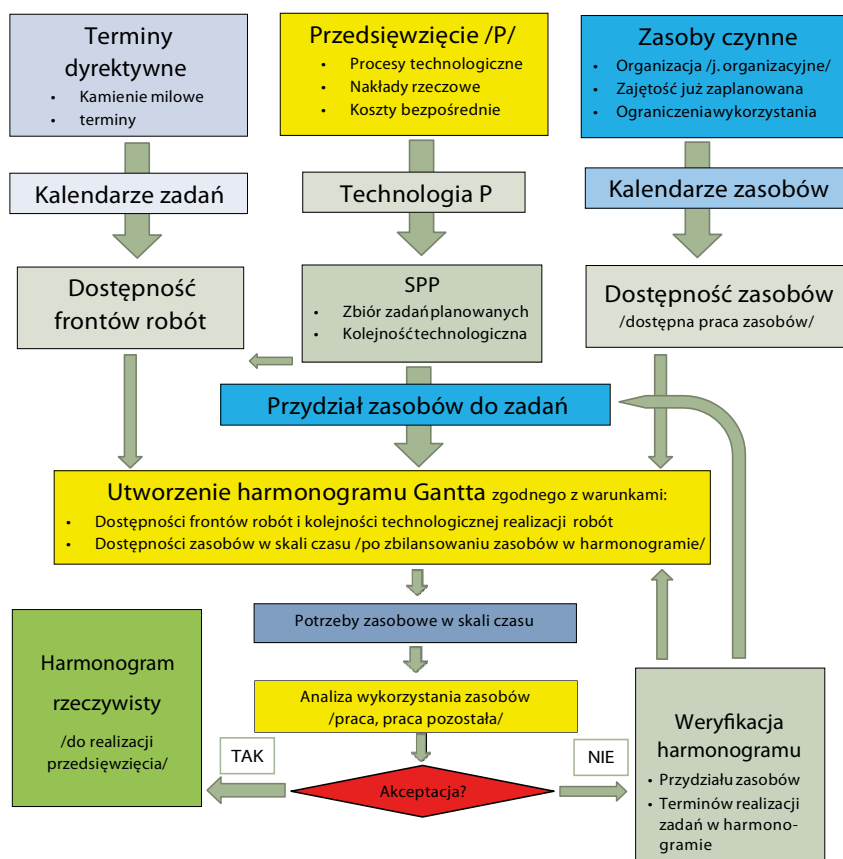 Terminy
dyrektywne
• Kamienie milowe
• terminy
Przedsięwzięcie /P/
• Procesy technologiczne
• Nakłady rzeczowe
• Koszty bezpośrednie
Zasoby czynne
• Organizacja /j. organizacyjne/
• Zajętość już zaplanowana
• Ograniczenia wykorzystania
Kalendarze zadań
Technologia P
Kalendarze zasobów
Dostępność
frontów robót
SPP
• Zbiór zadań planowanych
• Kolejność technologiczna
Dostępność zasobów
/dostępna praca zasobów/
Przydział zasobów do zadań
Utworzenie harmonogramu Gantta zgodnego z warunkami:
• Dostępności frontów robót i kolejności technologicznej realizacji robót
• Dostępności zasobów w skali czasu /po zbilansowaniu zasobów w harmonogramie/
Potrzeby zasobowe w skali czasu
Harmonogram
rzeczywisty
/do realizacji
przedsięwzięcia/
Analiza wykorzystania zasobów
/praca, praca pozostała/
TAK
Akceptacja?
NIE
Weryfikacja
harmonogramu
• Przydziału zasobów
• Terminów realizacji
zadań w harmono-
gramie